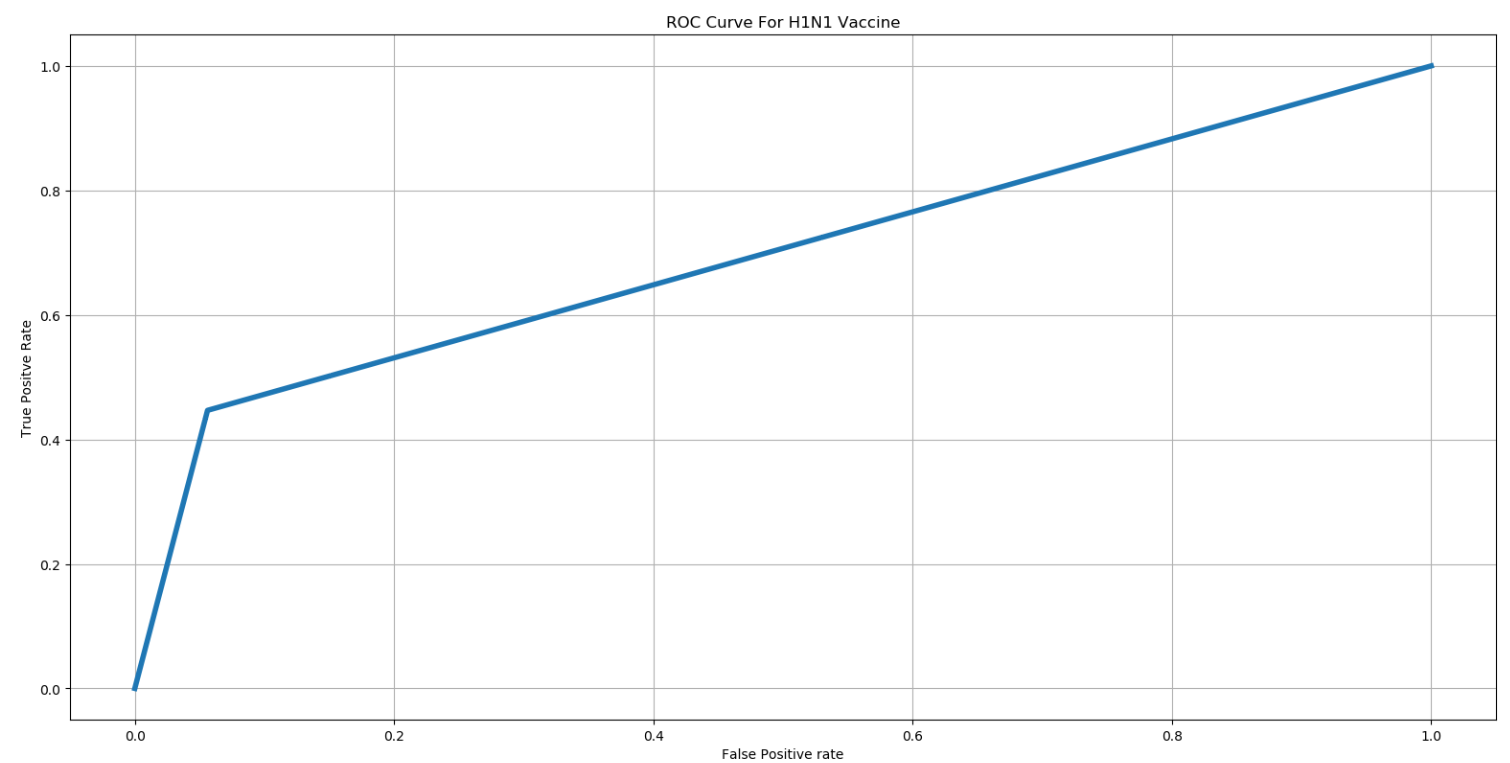 ROC Curve For H1N1 Vaccine
1.0
0.8
0.6
0.4
0.2
0.0
True Positve Rate
0.0 0.2 0.4 0.6 0.8 1.0
False Positive rate